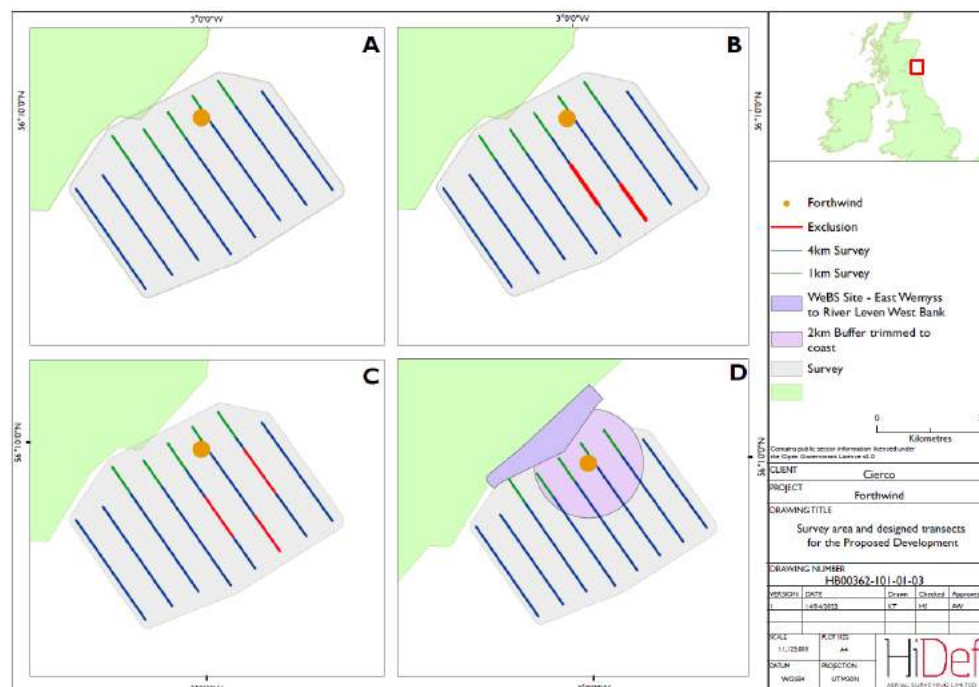 3°0'0"W
3°0'0"W
A
B
56°10'0"N
56°10'0"N
C
D
56°10'0"N
56°10'0"N
Forthwind
Exclusion
4km Survey
1km Survey
WeBS Site - East Wemyss
to River Leven West Bank
2km Buffer trimmed to
coast
Survey
0
Kilometres
Contains public sector information licensed under
the Open Government Licence v3.0
CLIENT
Cierco
PROJECT
Forthwind
DRAWING TITLE
Survey area and designed transects
for the Proposed Development
DRAWING NUMBER
HB00362-101-01-03
VERSION DATE Drawn Checked Approved
1 KT HS AW
SCALE PLOT SIZE
A4
DATUM PROJECTION
WGS84 UTM30N
HiDef
AERIAL SURVEYING LIMITED